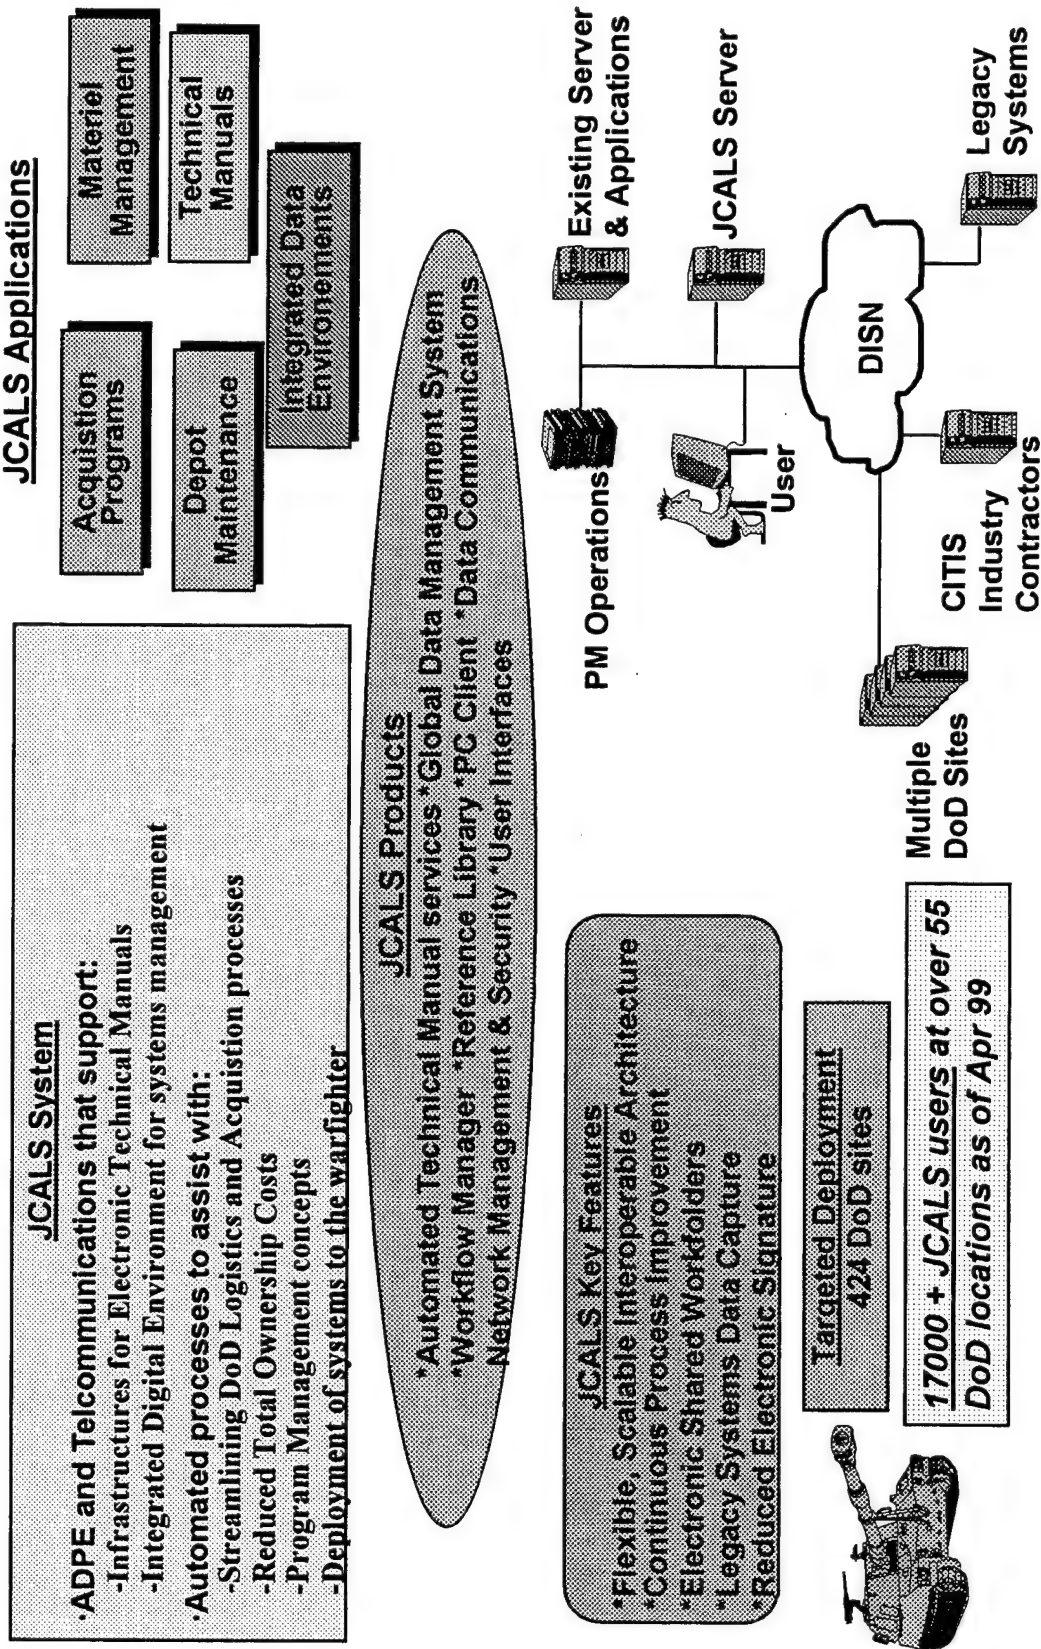 JCALS System
·ADPE and Telecommunications that support:
-Infrastructures for Electronic Technical Manuals
-Integrated Digital Environment for systems management
·Automated processes to assist with:
-Streamlining DoD Logistics and Acquistion processes
-Reduced Total Ownership Costs
-Program Management concepts
-Deployment of systems to the warfighter
JCALS Applications
Acquistion
Programs
Materiel
Management
Depot
Maintenance
Technical
Manuals
Integrated Data
Environements
JCALS Products
*Automated Technical Manual services *Global Data Management System
*Workflow Manager *Reference Library *PC Client *Data Communications
Network Management & Security *User Interfaces
JCALS Key Features
*Flexible, Scalable Interoperable Architecture
*Continuous Process Improvement
*Electronic Shared Workfolders
*Legacy Systems Data Capture
*Reduced Electronic Signature
Targeted Deployment
424 DoD sites
17000 + JCALS users at over 55
DoD locations as of Apr 99
PM Operations
Existing Server
& Applications
User
JCALS Server
DISN
Multiple
DoD Sites
CITIS
Industry
Contractors
Legacy
Systems